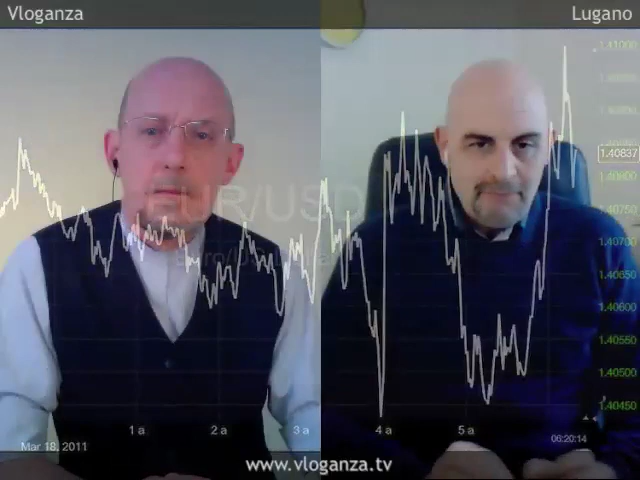 Vloganza
Lugano
1.41000
1.40837
1.40800
1.40750
EUR/USD
1.40700
1.40650
1.40600
1.40550
1.40500
1.40450
1 a
2 a
3 a
4 a
5 a
Mar 18, 2011
06:20:14
www.vloganza.tv